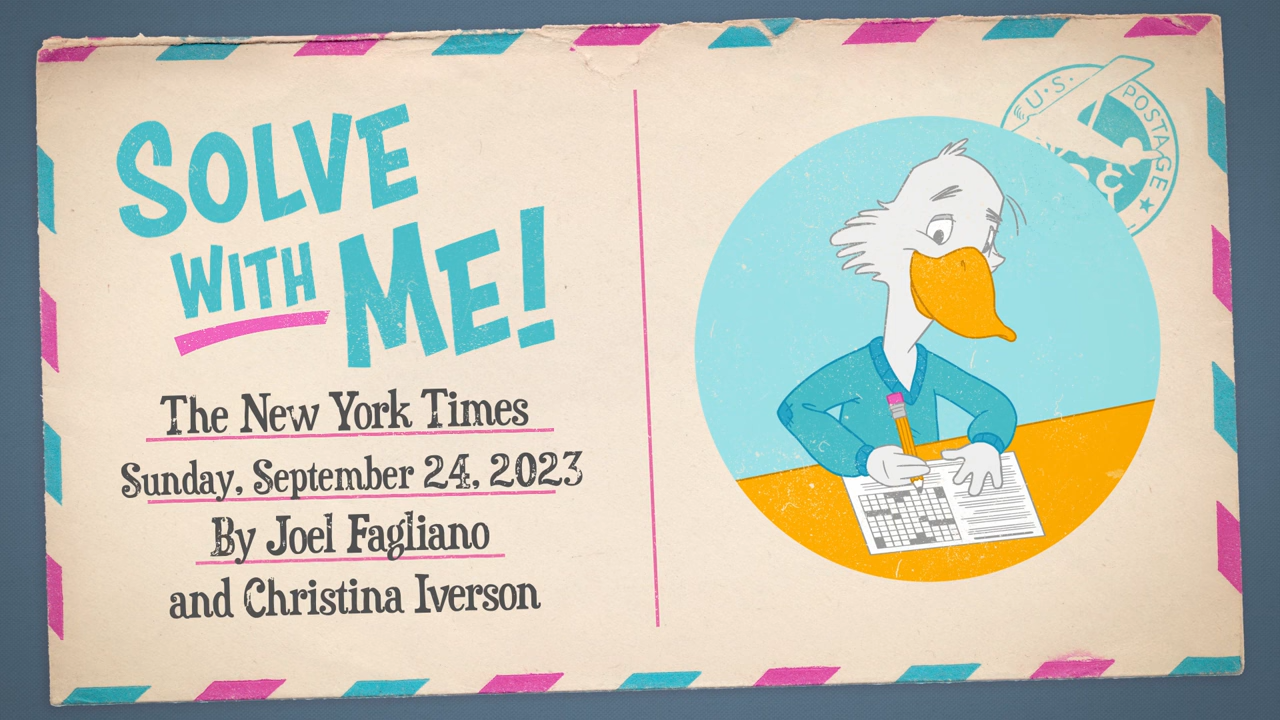 SOLVE
WITH ME!
The New York Times
Sunday, September 24, 2023
By Joel Fagliano
and Christina Iverson
U.S. POSTAGE